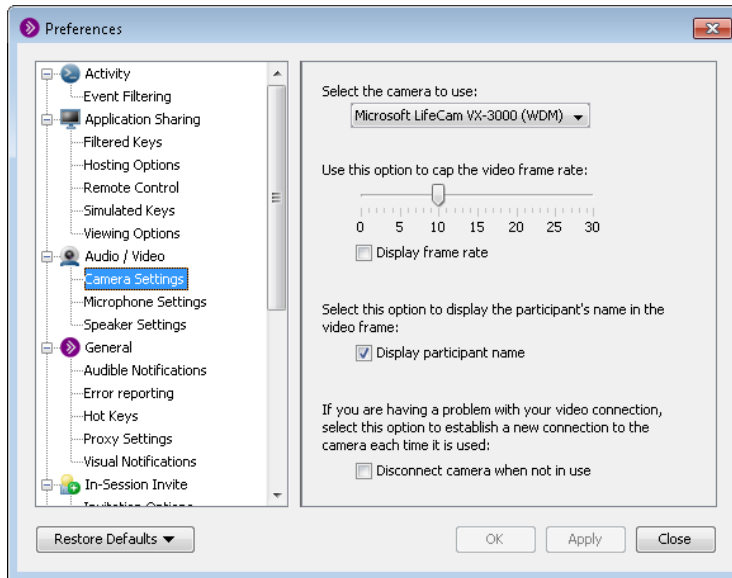 Preferences
Activity
Event Filtering
Application Sharing
Filtered Keys
Hosting Options
Remote Control
Simulated Keys
Viewing Options
Audio / Video
Camera Settings
Microphone Settings
Speaker Settings
General
Audible Notifications
Error reporting
Hot Keys
Proxy Settings
Visual Notifications
In-Session Invite
Invitation Options
Select the camera to use:
Microsoft LifeCam VX-3000 (WDM)
Use this option to cap the video frame rate:
0 5 10 15 20 25 30
Display frame rate
Select this option to display the participant's name in the
video frame:
Display participant name
If you are having a problem with your video connection,
select this option to establish a new connection to the
camera each time it is used:
Disconnect camera when not in use
Restore Defaults
OK
Apply
Close